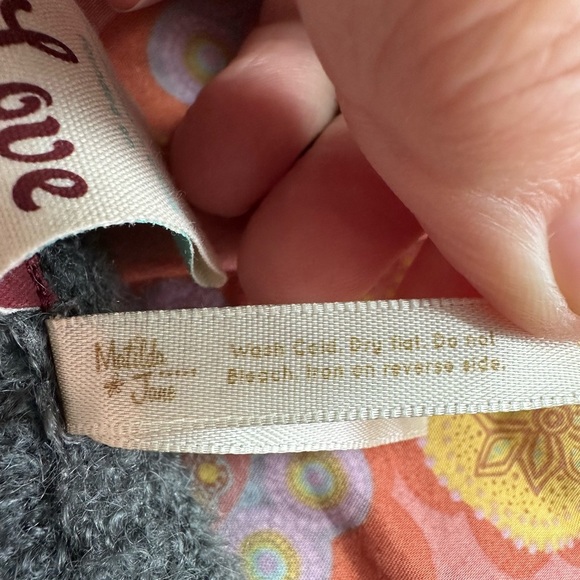 Love
Matilda
Jane
Wash Cold. Dry flat. Do not
Bleach. Iron on reverse side.